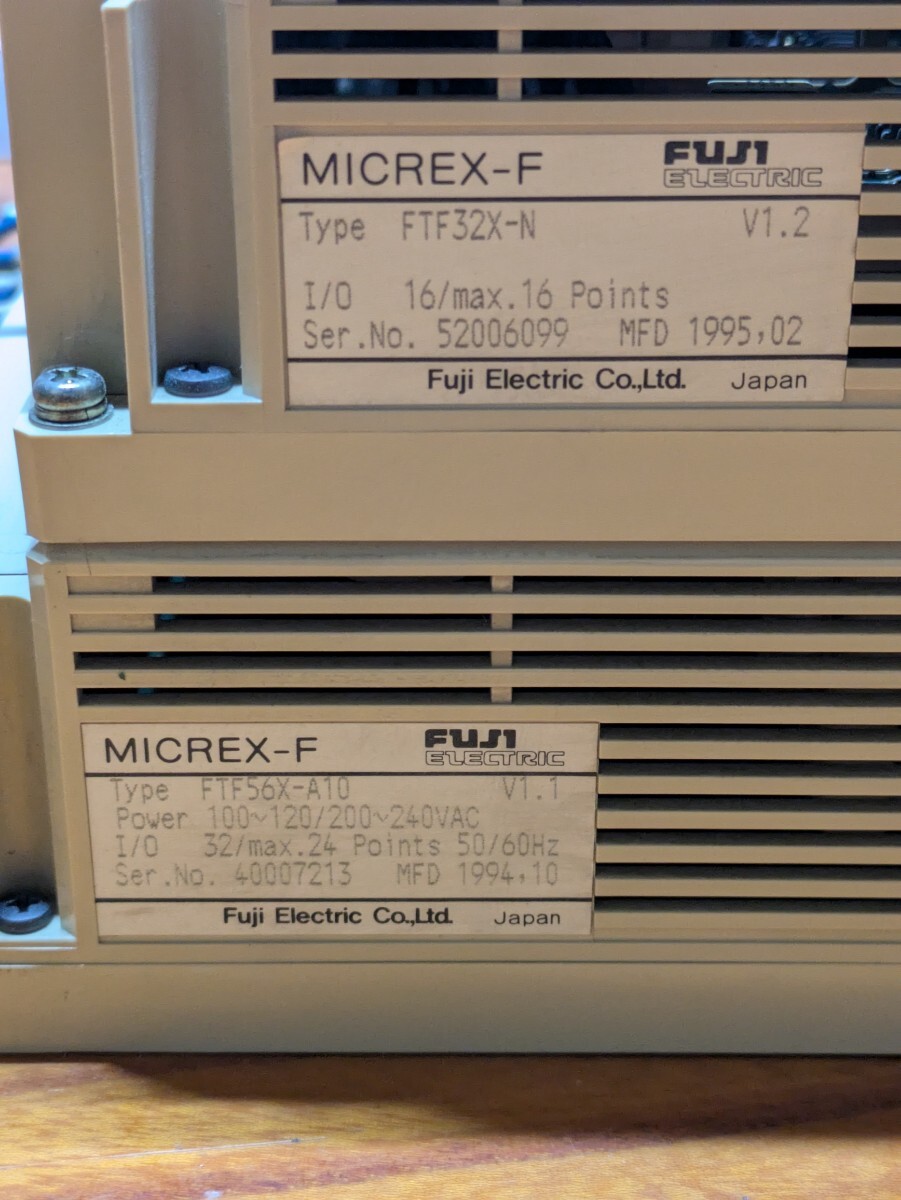 MICREX-F FUJI ELECTRIC
Type FTF32X-N V1.2
I/O 16/max.16 Points
Ser.No. 52006099 MFD 1995,02
Fuji Electric Co.,Ltd. Japan
MICREX-F FUJI ELECTRIC
Type FTF56X-A10 V1.1
Power 100~120/200~240VAC
I/O 32/max.24 Points 50/60Hz
Ser.No. 40007213 MFD 1994,10
Fuji Electric Co.,Ltd. Japan